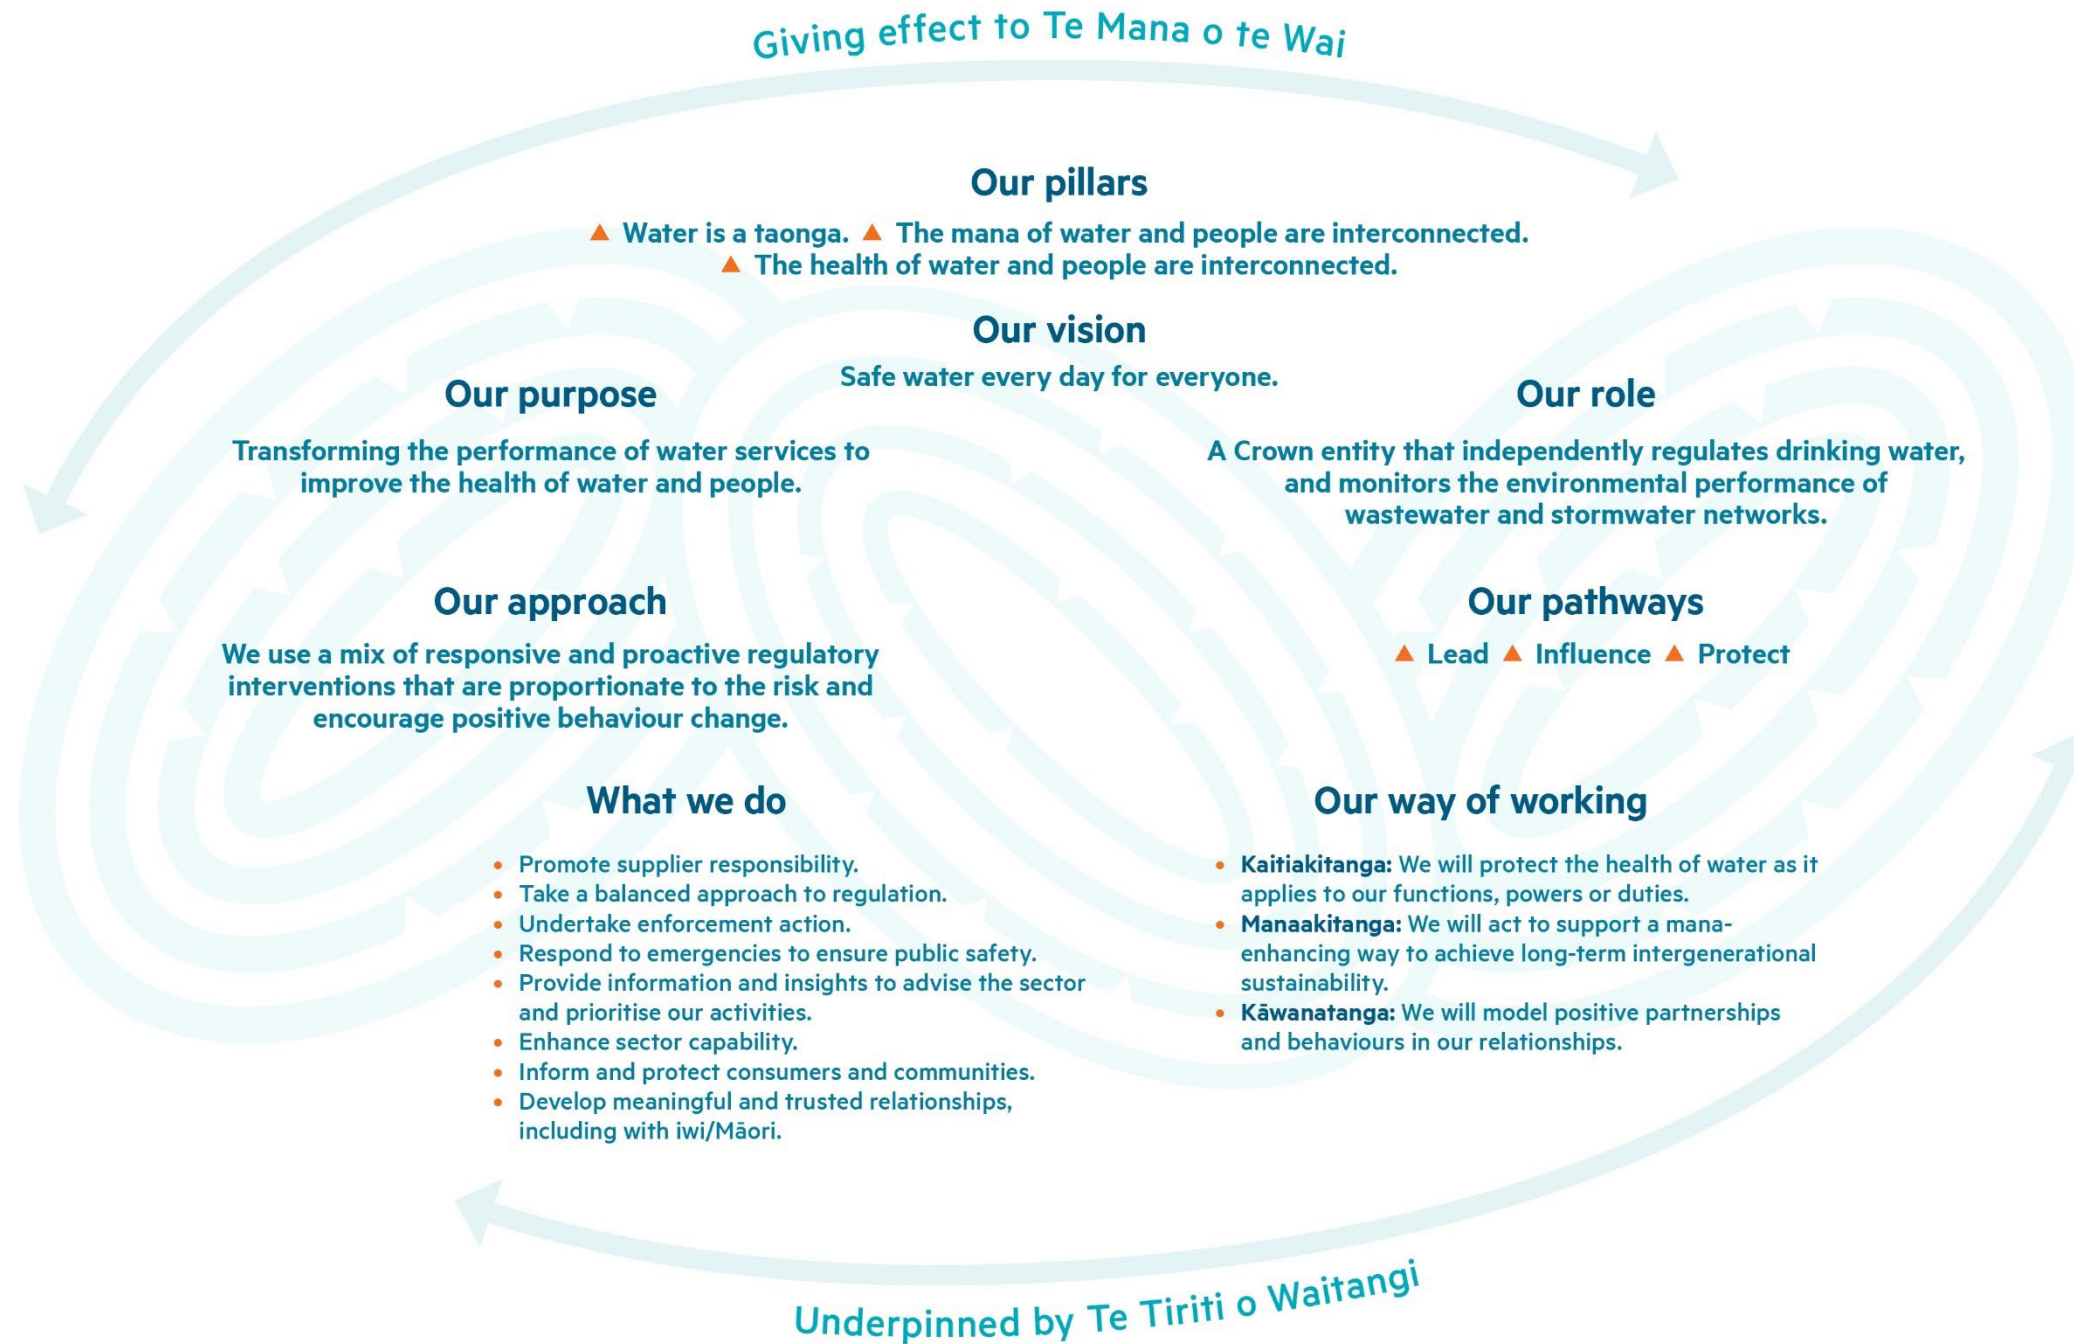 Giving effect to Te Mana o te Wai
Our pillars
▲ Water is a taonga. ▲ The mana of water and people are interconnected.
▲ The health of water and people are interconnected.
Our vision
Safe water every day for everyone.
Our purpose
Transforming the performance of water services to
improve the health of water and people.
Our role
A Crown entity that independently regulates drinking water,
and monitors the environmental performance of
wastewater and stormwater networks.
Our approach
We use a mix of responsive and proactive regulatory
interventions that are proportionate to the risk and
encourage positive behaviour change.
Our pathways
▲ Lead ▲ Influence ▲ Protect
What we do
• Promote supplier responsibility.
• Take a balanced approach to regulation.
• Undertake enforcement action.
• Respond to emergencies to ensure public safety.
• Provide information and insights to advise the sector
and prioritise our activities.
• Enhance sector capability.
• Inform and protect consumers and communities.
• Develop meaningful and trusted relationships,
including with iwi/Māori.
Our way of working
• Kaitiakitanga: We will protect the health of water as it
applies to our functions, powers or duties.
• Manaakitanga: We will act to support a mana-
enhancing way to achieve long-term intergenerational
sustainability.
• Kāwanatanga: We will model positive partnerships
and behaviours in our relationships.
Underpinned by Te Tiriti o Waitangi